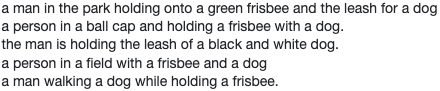 a man in the park holding onto a green frisbee and the leash for a dog
a person in a ball cap and holding a frisbee with a dog.
the man is holding the leash of a black and white dog.
a person in a field with a frisbee and a dog
a man walking a dog while holding a frisbee.